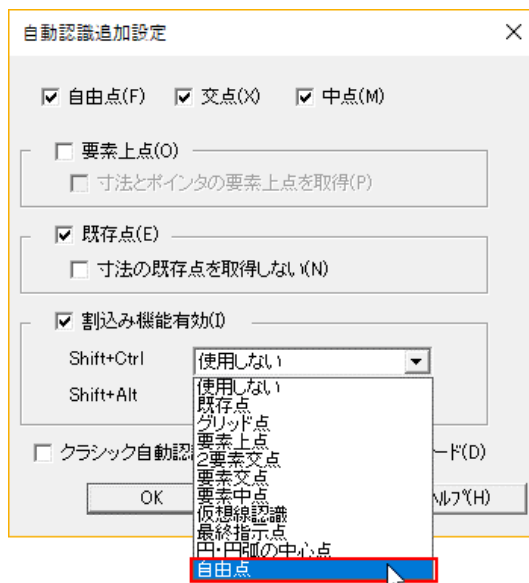 自動認識追加設定
自由点(F) 交点(X) 中点(M)
要素上点(O)
寸法とポインタの要素上点を取得(P)
既存点(E)
寸法の既存点を取得しない(N)
割込み機能有効(I)
Shift+Ctrl 使用しない
Shift+Alt
使用しない
既存点
グリッド点
要素上点
2要素交点
要素交点
要素中点
仮想線認識
最終指示点
円・円弧の中心点
自由点
クラシック自動認 ード(D)
OK ヘルプ(H)